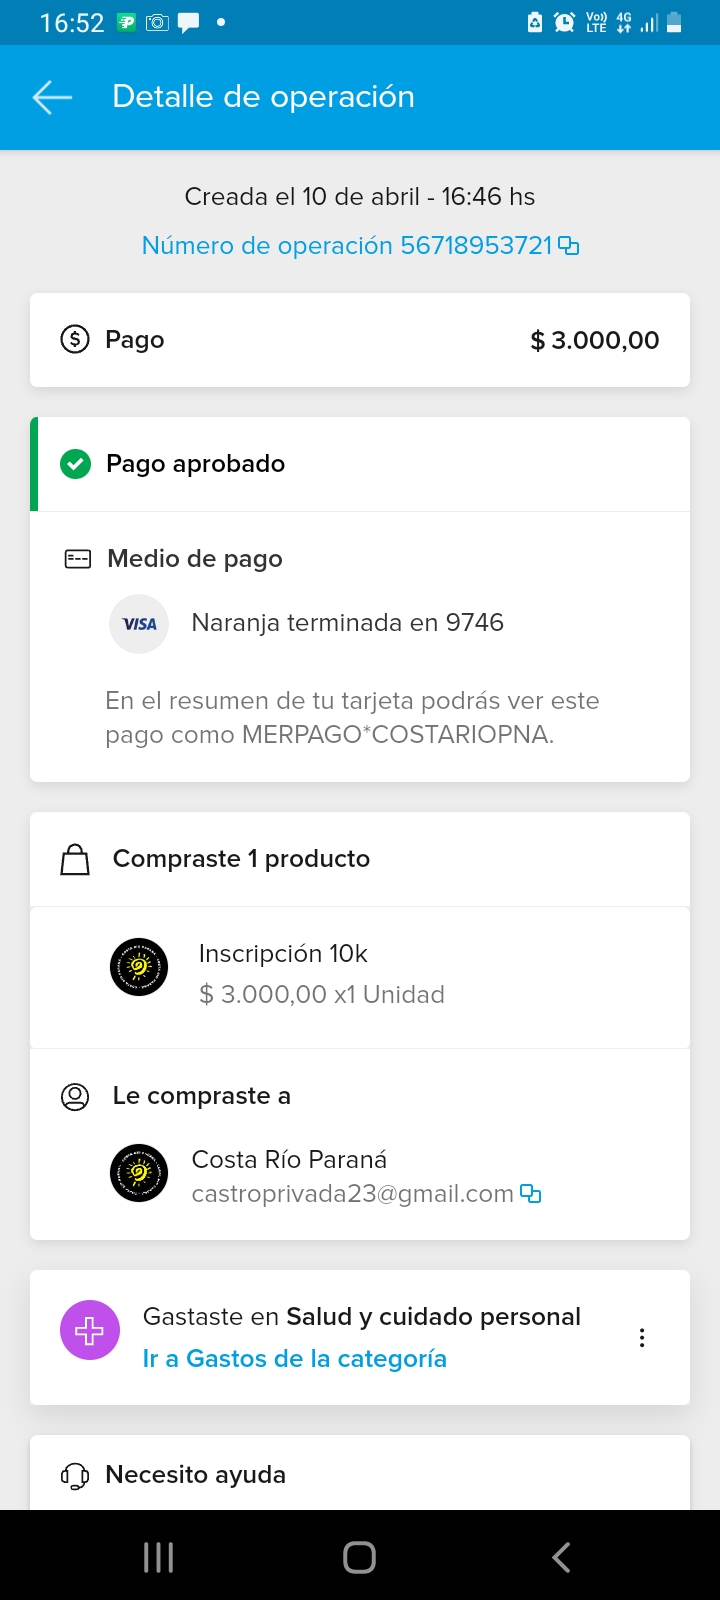 16:52
Vo)) LTE 4G
Detalle de operación
Creada el 10 de abril - 16:46 hs
Número de operación 56718953721
Pago $ 3.000,00
Pago aprobado
Medio de pago
VISA Naranja terminada en 9746
En el resumen de tu tarjeta podrás ver este
pago como MERPAGO*COSTARIOPNA.
Compraste 1 producto
Inscripción 10k
$ 3.000,00 x1 Unidad
Le compraste a
Costa Río Paraná
castroprivada23@gmail.com
Gastaste en Salud y cuidado personal
Ir a Gastos de la categoría
Necesito ayuda